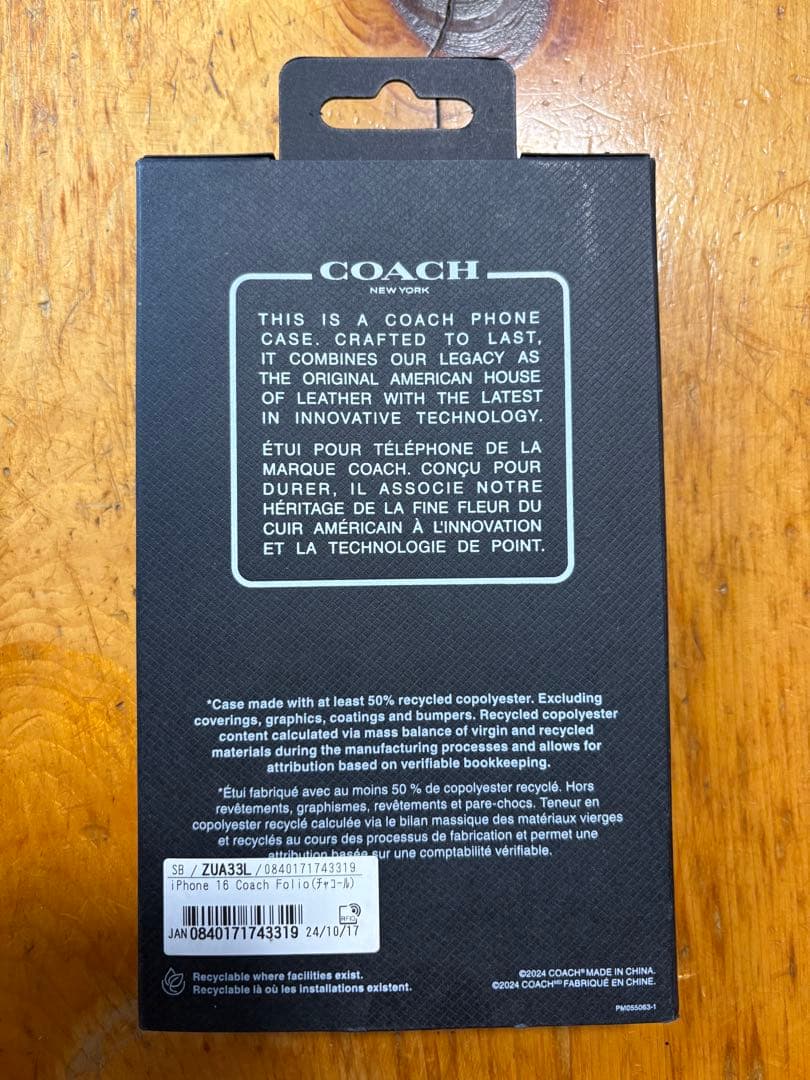 COACH
NEW YORK
THIS IS A COACH PHONE
CASE. CRAFTED TO LAST,
IT COMBINES OUR LEGACY AS
THE ORIGINAL AMERICAN HOUSE
OF LEATHER WITH THE LATEST
IN INNOVATIVE TECHNOLOGY.
ÉTUI POUR TÉLÉPHONE DE LA
MARQUE COACH. CONÇU POUR
DURER, IL ASSOCIE NOTRE
HÉRITAGE DE LA FINE FLEUR DU
CUIR AMÉRICAIN À L'INNOVATION
ET LA TECHNOLOGIE DE POINT.
*Case made with at least 50% recycled copolyester. Excluding
coverings, graphics, coatings and bumpers. Recycled copolyester
content calculated via mass balance of virgin and recycled
materials during the manufacturing processes and allows for
attribution based on verifiable bookkeeping.
*Étui fabriqué avec au moins 50 % de copolyester recyclé. Hors
revêtements, graphismes, revêtements et pare-chocs. Teneur en
copolyester recyclé calculée via le bilan massique des matériaux vierges
et recyclés au cours des processus de fabrication et permet une
attribution basée sur une comptabilité vérifiable.
SB / ZUA33L / 0840171743319
iPhone 16 Coach Folio(チャコール)
RFID
JAN 0840171743319 24/10/17
Recyclable where facilities exist.
Recyclable là où les installations existent.
©2024 COACH® MADE IN CHINA.
©2024 COACHᴹᴰ FABRIQUÉ EN CHINE.
PM055063-1